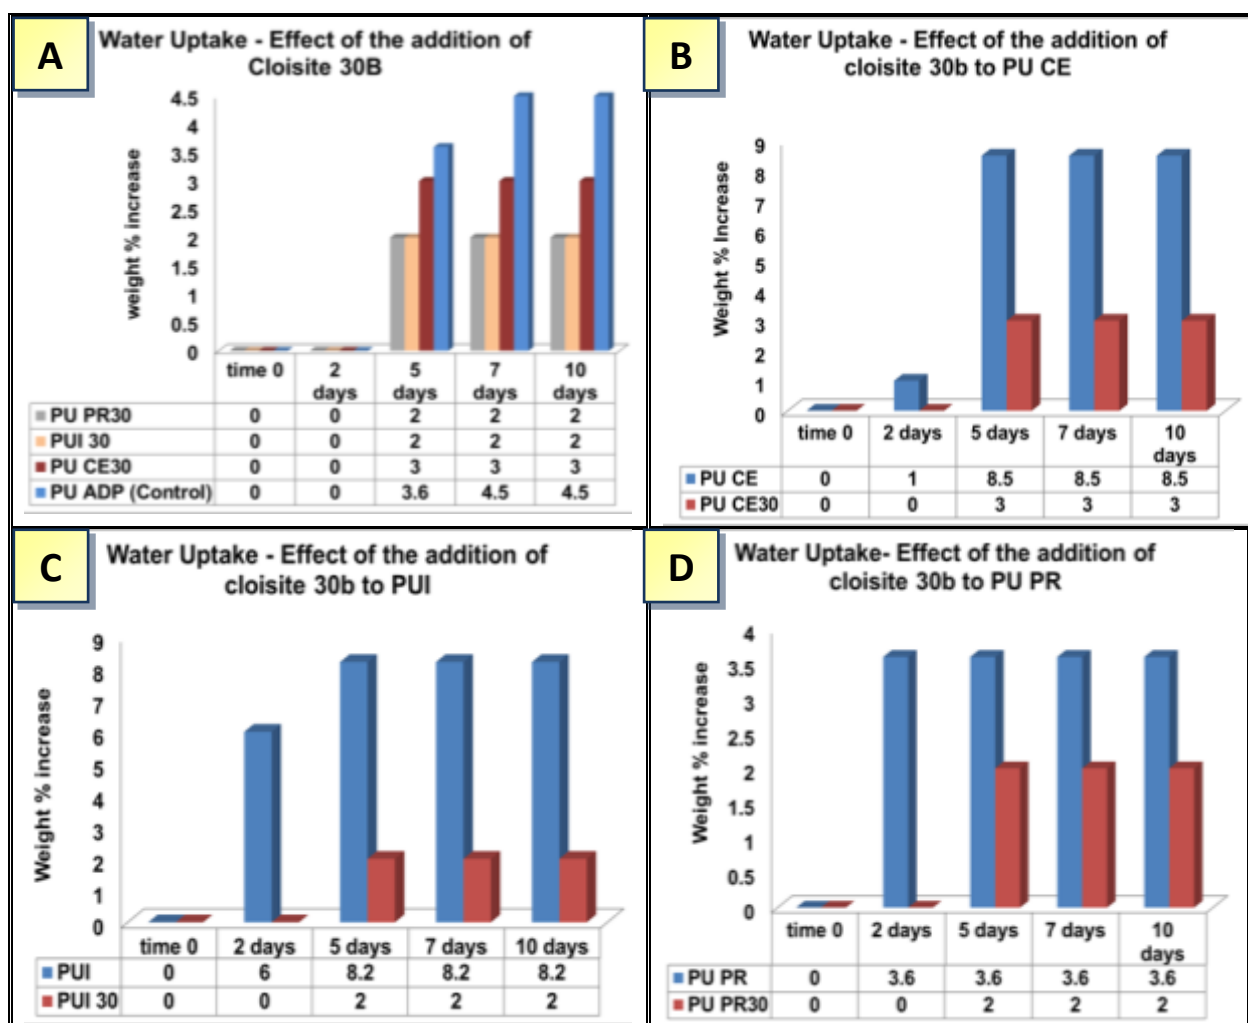 A
Water Uptake - Effect of the addition of
Cloisite 30B
weight % increase
4.5
4
3.5
3
2.5
2
1.5
1
0.5
0
time 0 2 days 5 days 7 days 10 days
PU PR30 0 0 2 2 2
PUI 30 0 0 2 2 2
PU CE30 0 0 3 3 3
PU ADP (Control) 0 0 3.6 4.5 4.5
B
Water Uptake - Effect of the addition of
cloisite 30b to PU CE
Weight % Increase
9
8
7
6
5
4
3
2
1
0
time 0 2 days 5 days 7 days 10 days
PU CE 0 1 8.5 8.5 8.5
PU CE30 0 0 3 3 3
C
Water Uptake - Effect of the addition of
cloisite 30b to PUI
Weight % increase
9
8
7
6
5
4
3
2
1
0
time 0 2 days 5 days 7 days 10 days
PUI 0 6 8.2 8.2 8.2
PUI 30 0 0 2 2 2
D
Water Uptake- Effect of the addition of
cloisite 30b to PU PR
Weight % increase
4
3.5
3
2.5
2
1.5
1
0.5
0
time 0 2 days 5 days 7 days 10 days
PU PR 0 3.6 3.6 3.6 3.6
PU PR30 0 0 2 2 2